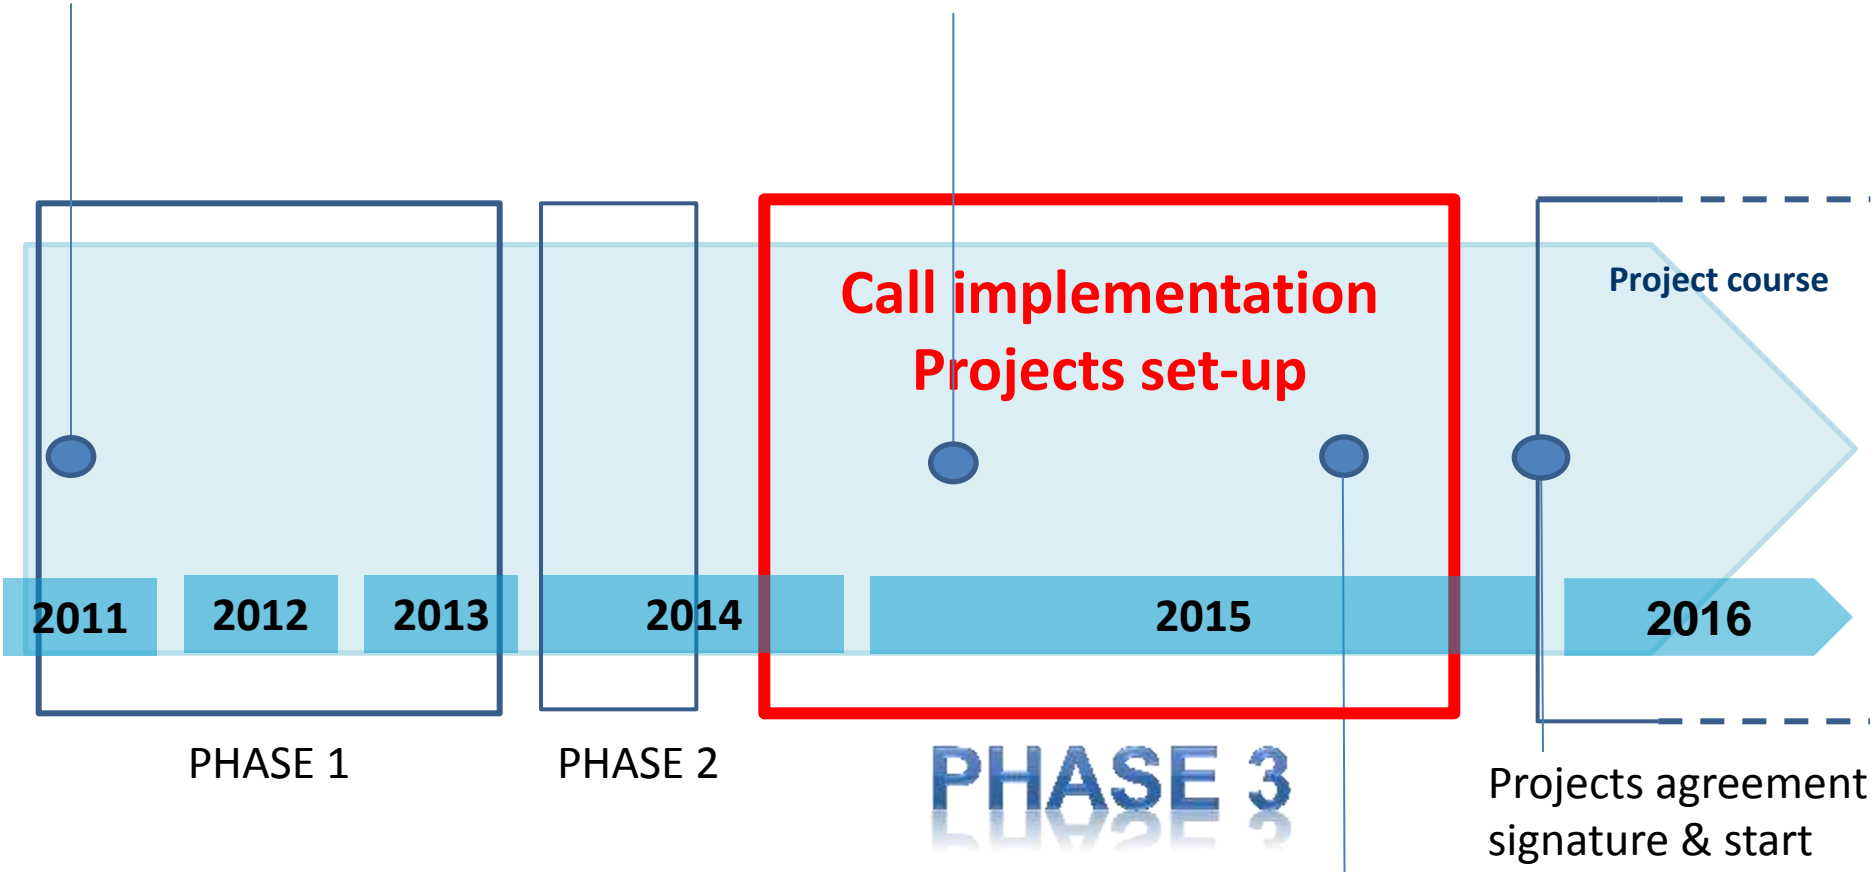 Call implementation
Projects set-up
Project course
2011
2012
2013
2014
2015
2016
PHASE 1
PHASE 2
PHASE 3
Projects agreement
signature & start